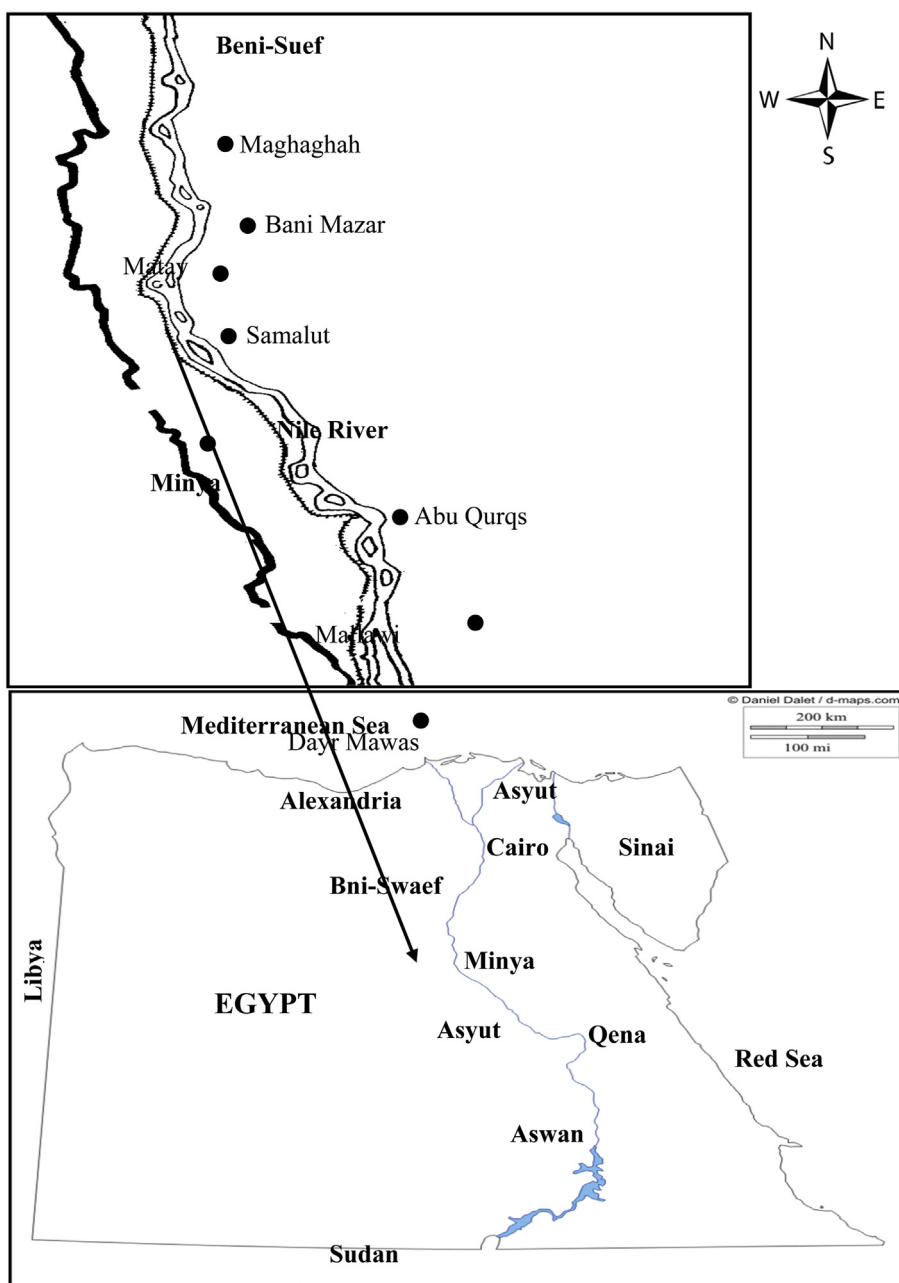 Beni-Suef
N
W
E
S
Maghaghah
Bani Mazar
Matay
Samalut
Nile River
Minya
Abu Qurqs
Mallawi
© Daniel Dalet / d-maps.com
200 km
100 mi
Mediterranean Sea
Dayr Mawas
Alexandria
Asyut
Cairo
Sinai
Bni-Swaef
Libya
Minya
EGYPT
Asyut
Qena
Red Sea
Aswan
Sudan